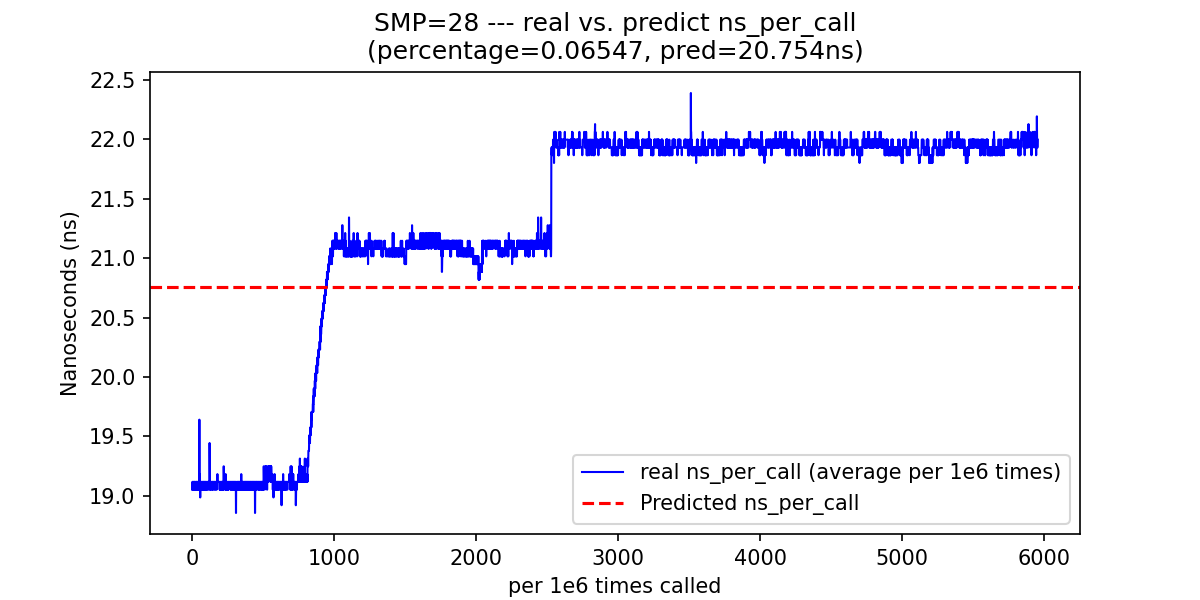 SMP=28 --- real vs. predict ns_per_call
(percentage=0.06547, pred=20.754ns)
22.5
22.0
21.5
21.0
20.5
20.0
19.5
19.0
Nanoseconds (ns)
real ns_per_call (average per 1e6 times)
Predicted ns_per_call
0
1000
2000
3000
4000
5000
6000
per 1e6 times called